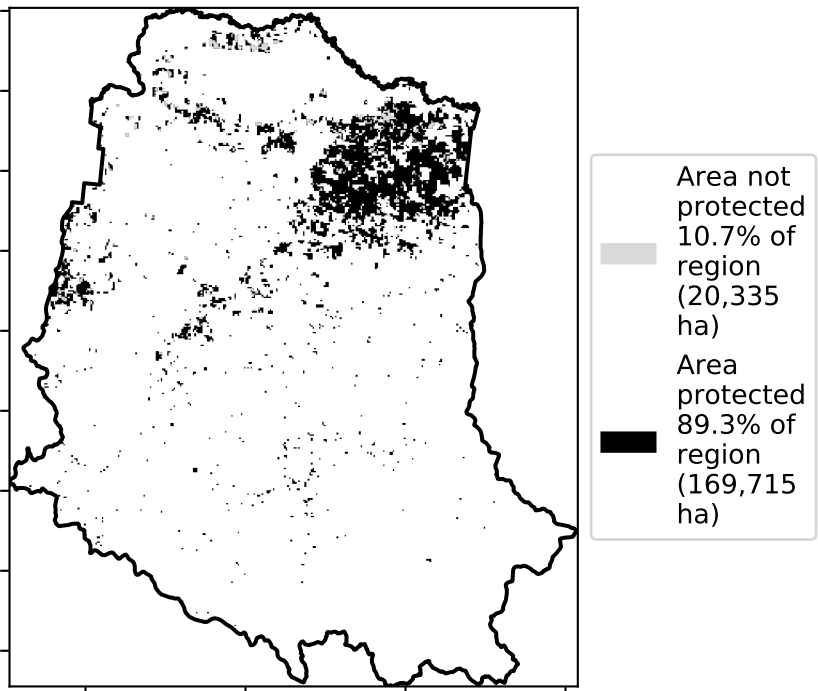 Area not
protected
10.7% of
region
(20,335
ha)
Area
protected
89.3% of
region
(169,715
ha)